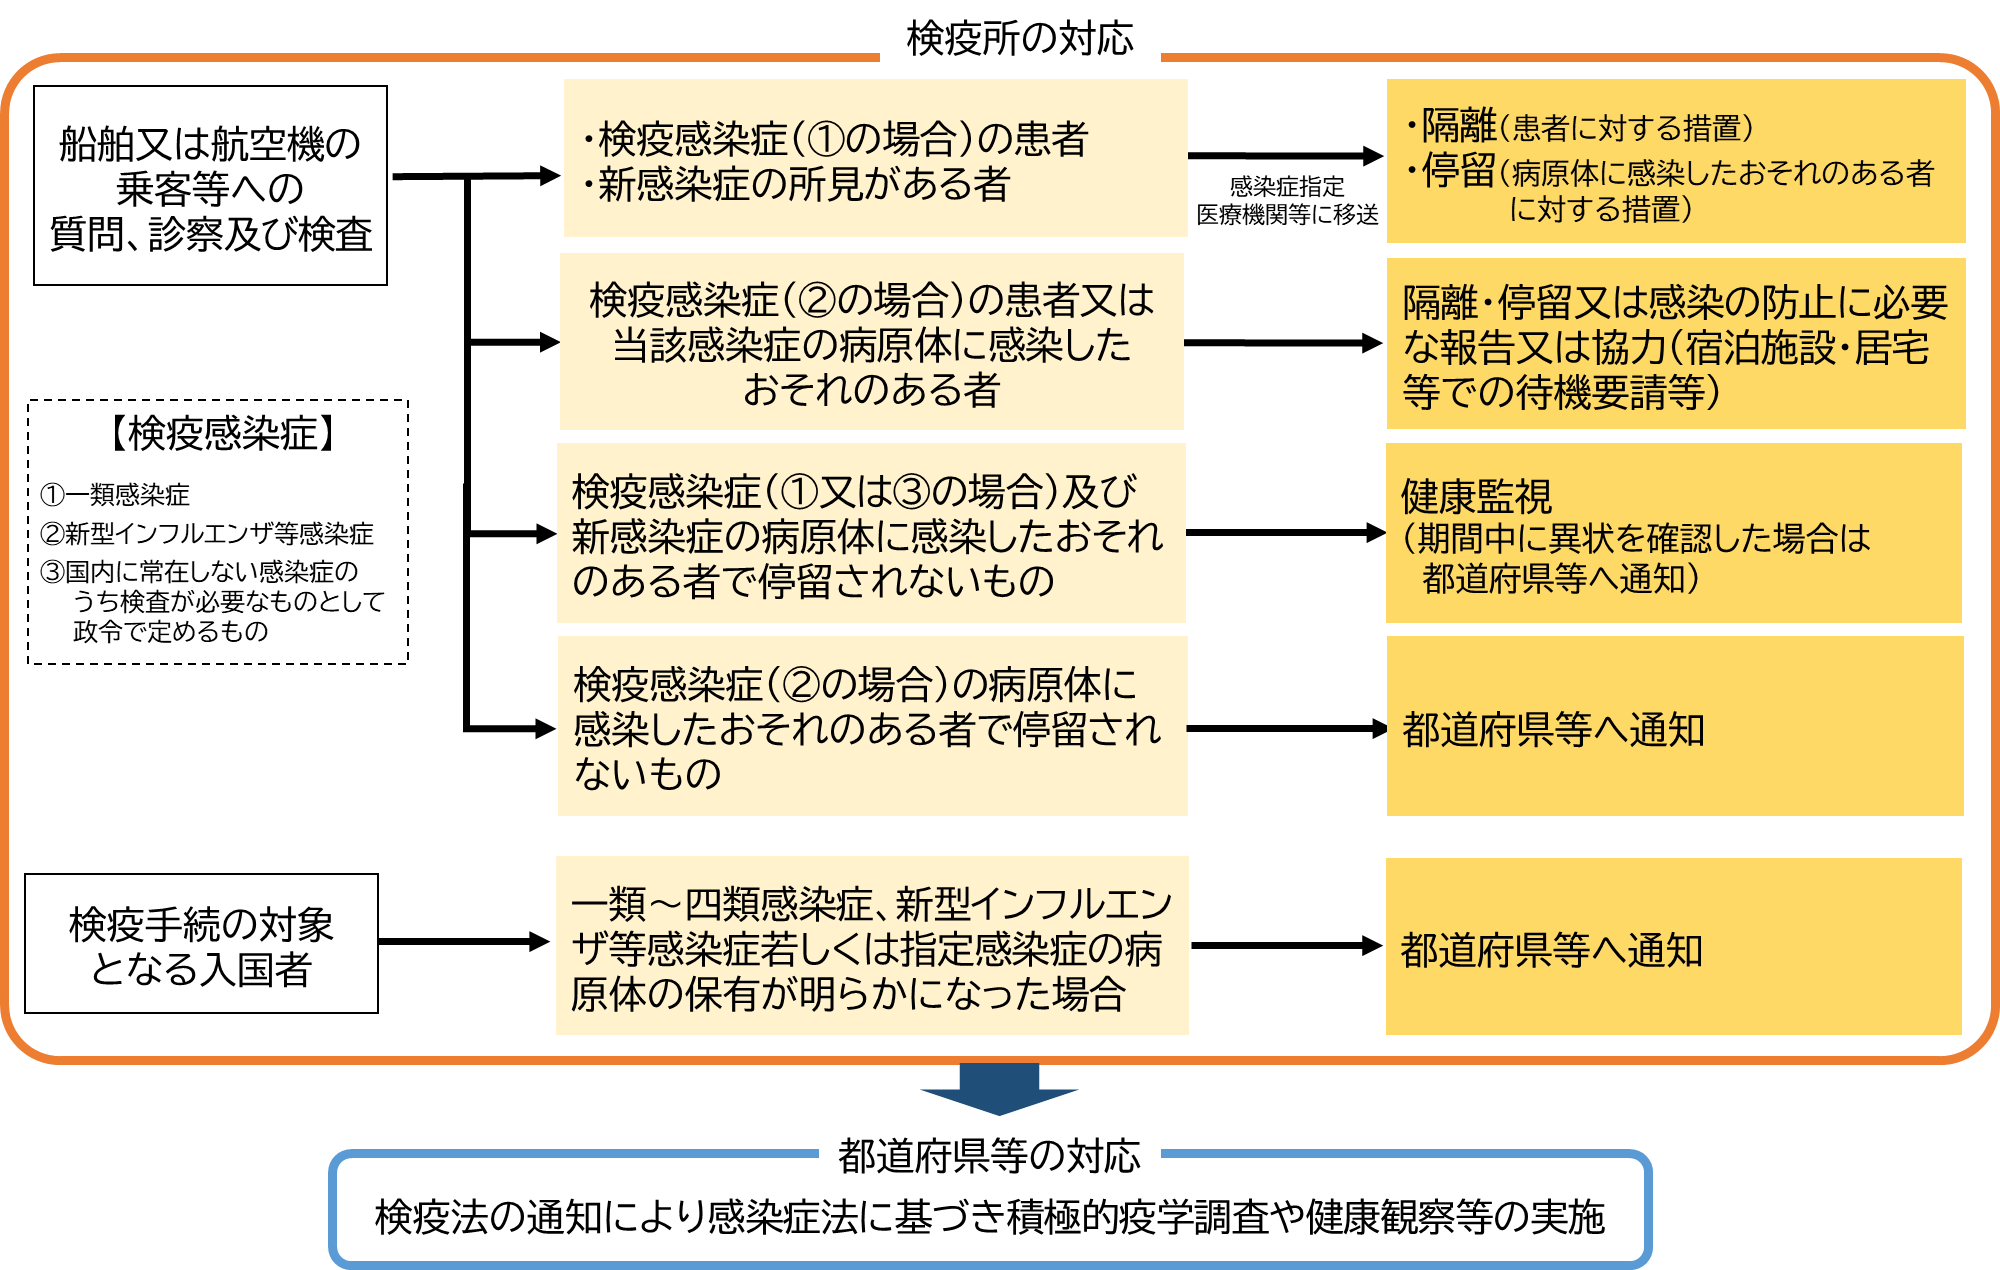 検疫所の対応
船舶又は航空機の
乗客等への
質問、診察及び検査
・検疫感染症(①の場合)の患者
・新感染症の所見がある者
感染症指定
医療機関等に移送
・隔離(患者に対する措置)
・停留(病原体に感染したおそれのある者
に対する措置)
検疫感染症(②の場合)の患者又は
当該感染症の病原体に感染した
おそれのある者
隔離・停留又は感染の防止に必要
な報告又は協力(宿泊施設・居宅
等での待機要請等)
【検疫感染症】
①一類感染症
②新型インフルエンザ等感染症
③国内に常在しない感染症の
うち検査が必要なものとして
政令で定めるもの
検疫感染症(①又は③の場合)及び
新感染症の病原体に感染したおそれ
のある者で停留されないもの
健康監視
(期間中に異状を確認した場合は
都道府県等へ通知)
検疫感染症(②の場合)の病原体に
感染したおそれのある者で停留され
ないもの
都道府県等へ通知
検疫手続の対象
となる入国者
一類～四類感染症、新型インフルエン
ザ等感染症若しくは指定感染症の病
原体の保有が明らかになった場合
都道府県等へ通知
都道府県等の対応
検疫法の通知により感染症法に基づき積極的疫学調査や健康観察等の実施